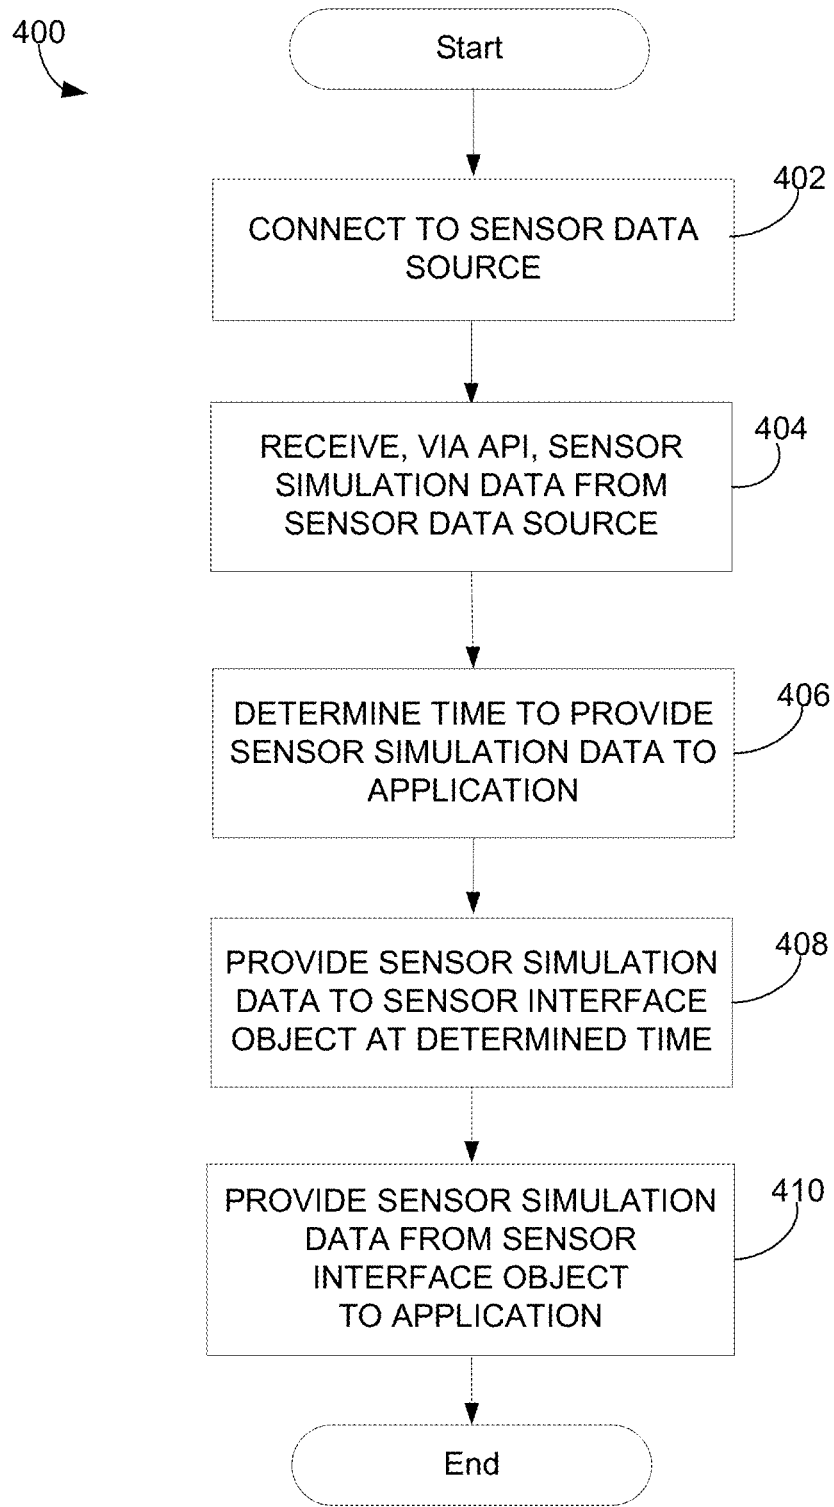 400
Start
402
CONNECT TO SENSOR DATA
SOURCE
404
RECEIVE, VIA API, SENSOR
SIMULATION DATA FROM
SENSOR DATA SOURCE
406
DETERMINE TIME TO PROVIDE
SENSOR SIMULATION DATA TO
APPLICATION
408
PROVIDE SENSOR SIMULATION
DATA TO SENSOR INTERFACE
OBJECT AT DETERMINED TIME
410
PROVIDE SENSOR SIMULATION
DATA FROM SENSOR
INTERFACE OBJECT
TO APPLICATION
End